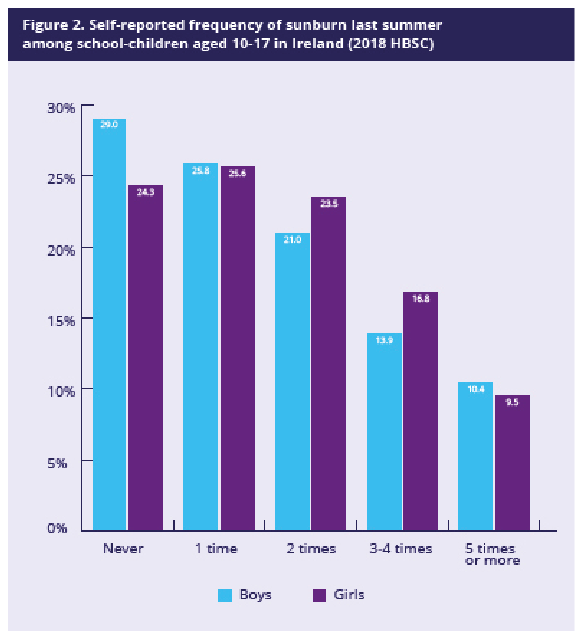 Figure 2. Self-reported frequency of sunburn last summer
among school-children aged 10-17 in Ireland (2018 HBSC)
30%
25%
20%
15%
10%
5%
0%
29.0
24.3
25.8
25.6
21.0
23.5
13.9
16.8
10.4
9.5
Never
1 time
2 times
3-4 times
5 times
or more
Boys
Girls